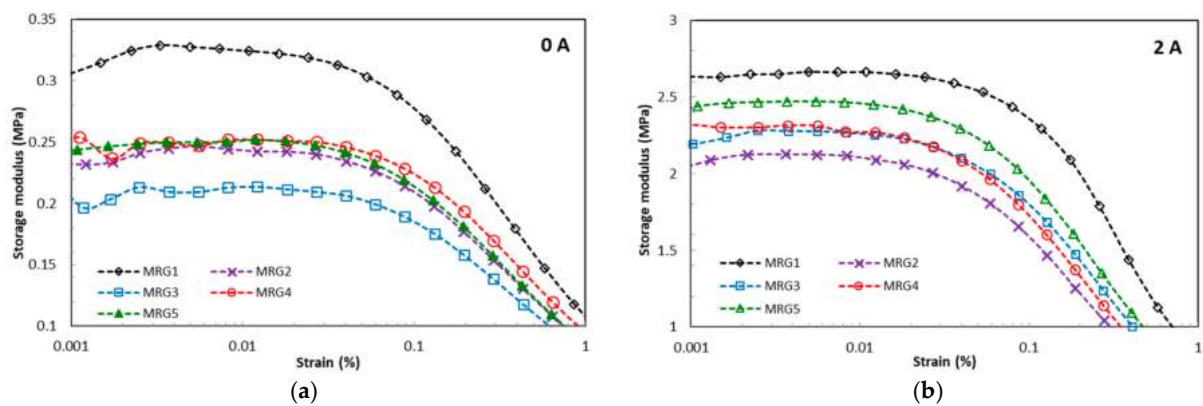 0.35
0.3
0.25
0.2
0.15
0.1
Storage modulus (MPa)
0 A
MRG1 MRG2
MRG3 MRG4
MRG5
0.001 0.01 0.1 1
Strain (%)
(a)
3
2.5
2
1.5
1
Storage modulus (MPa)
2 A
MRG1 MRG2
MRG3 MRG4
MRG5
0.001 0.01 0.1 1
Strain (%)
(b)